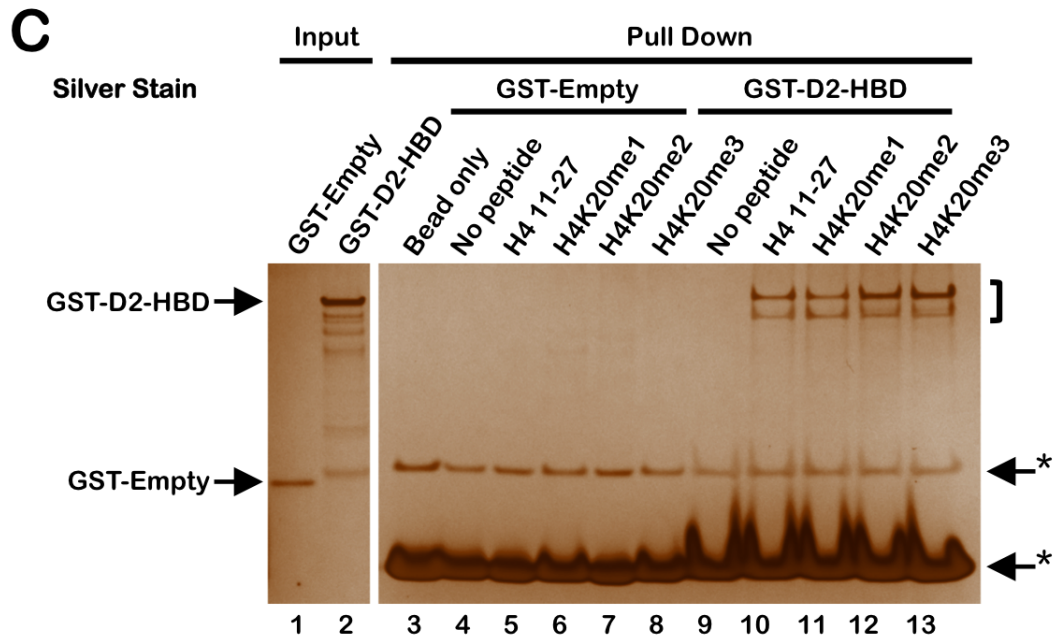 C
Input
Pull Down
Silver Stain
GST-Empty
GST-D2-HBD
GST-Empty
GST-D2-HBD
Bead only
No peptide
H4 11-27
H4K20me1
H4K20me2
H4K20me3
No peptide
H4 11-27
H4K20me1
H4K20me2
H4K20me3
GST-D2-HBD
]
GST-Empty
*
*
1 2 3 4 5 6 7 8 9 10 11 12 13